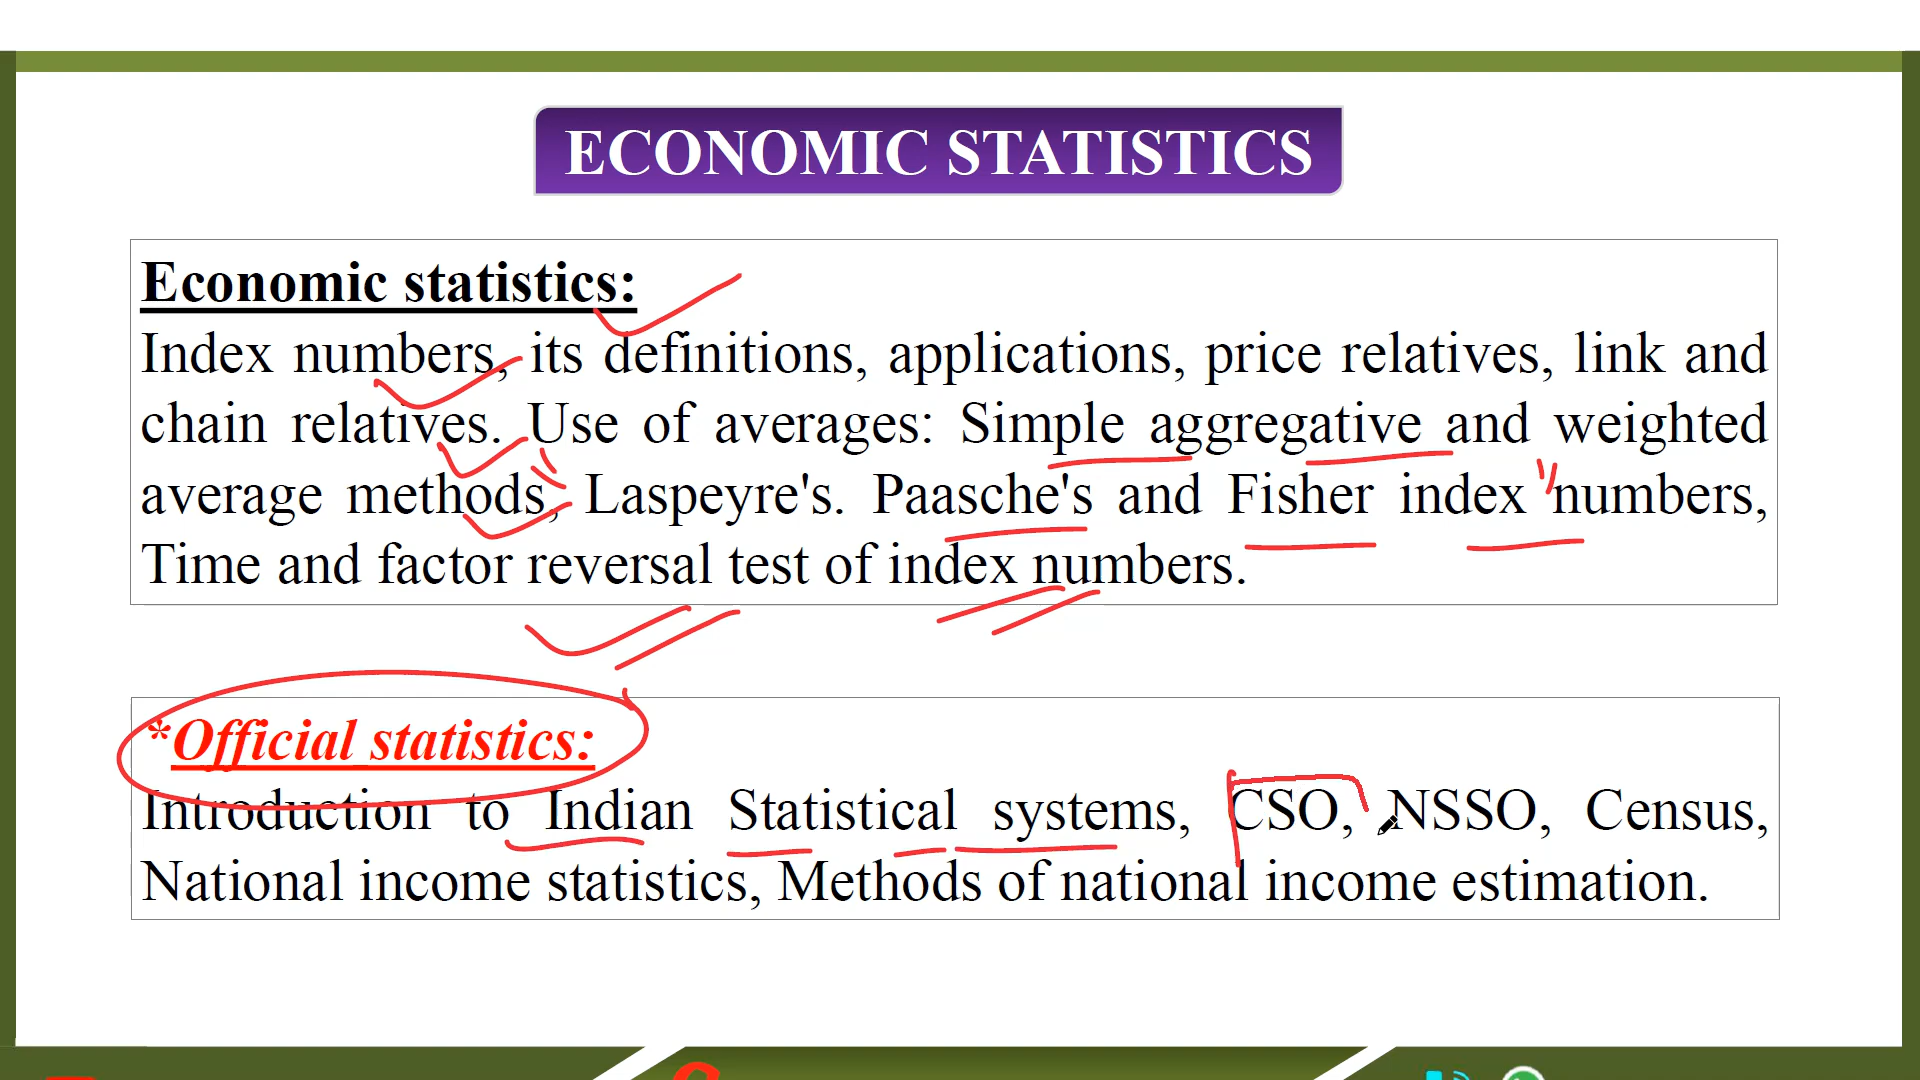 ECONOMIC STATISTICS
Economic statistics:
Index numbers, its definitions, applications, price relatives, link and
chain relatives. Use of averages: Simple aggregative and weighted
average methods, Laspeyre's. Paasche's and Fisher index numbers,
Time and factor reversal test of index numbers.
*Official statistics:
Introduction to Indian Statistical systems, CSO, NSSO, Census,
National income statistics, Methods of national income estimation.